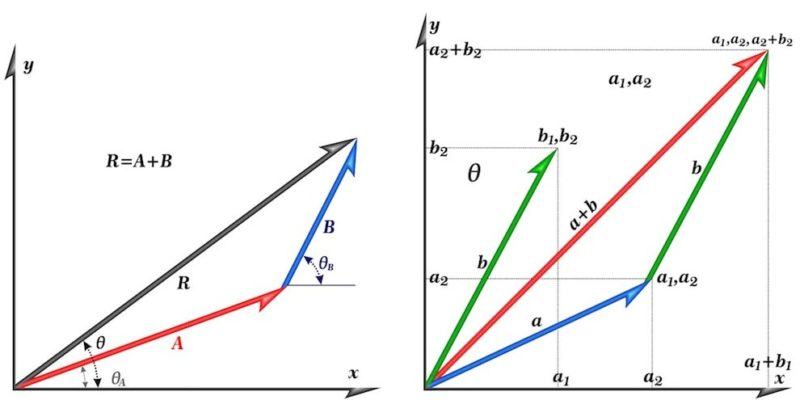 y
R=A+B
B
θB
R
A
θ
θA
x
y
a₂+b₂
a₁,a₂,a₂+b₂
a₁,a₂
b₂
b₁,b₂
θ
b
a+b
b
a₂
a₁,a₂
a
a₁
a₂
a₁+b₁
x